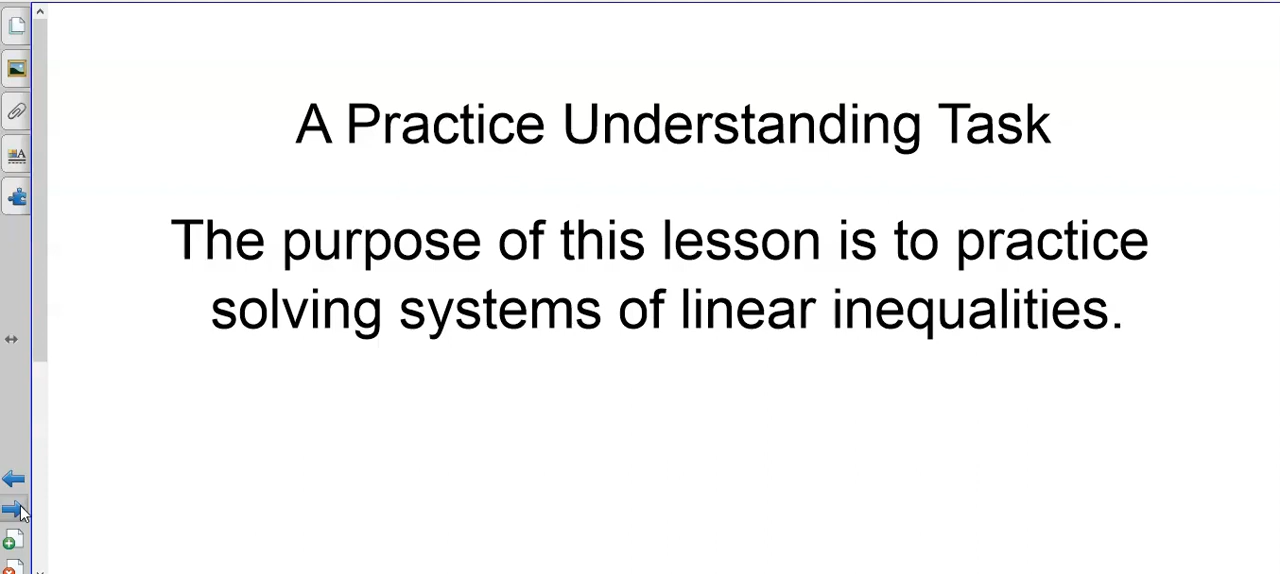 A Practice Understanding Task
The purpose of this lesson is to practice
solving systems of linear inequalities.